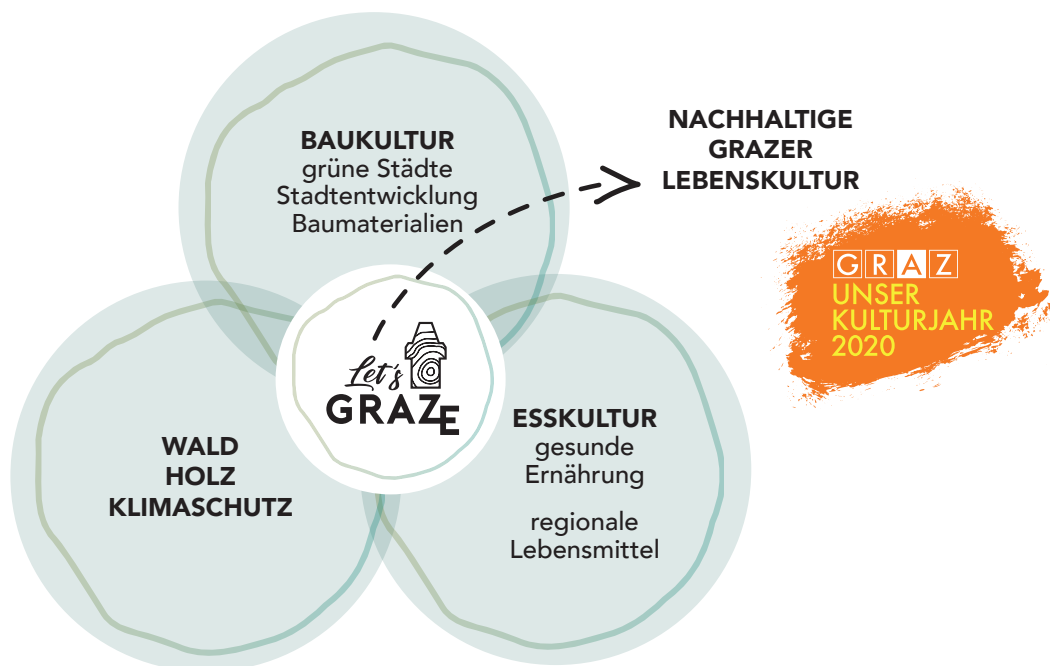 BAUKULTUR
grüne Städte
Stadtentwicklung
Baumaterialien
NACHHALTIGE
GRAZER
LEBENSKULTUR
GRAZ
UNSER
KULTURJAHR
2020
Let's
GRAZE
WALD
HOLZ
KLIMASCHUTZ
ESSKULTUR
gesunde
Ernährung
regionale
Lebensmittel